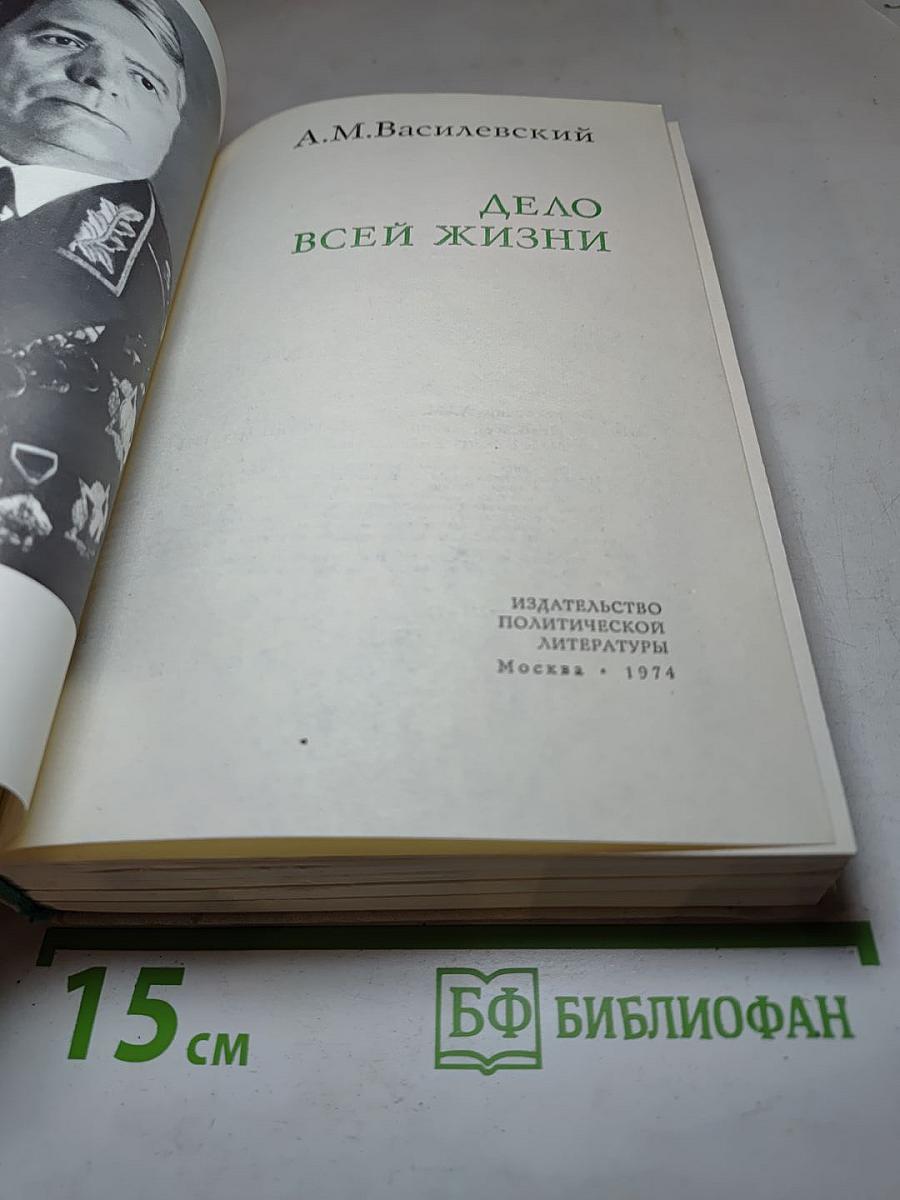 А.М.Василевский
ДЕЛО
ВСЕЙ ЖИЗНИ
ИЗДАТЕЛЬСТВО
ПОЛИТИЧЕСКОЙ
ЛИТЕРАТУРЫ
Москва • 1974
15 см
БФ БИБЛИОФАН